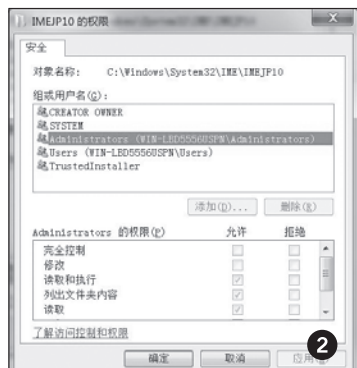 IMEJP10 的权限
安全
对象名称: C:\Windows\System32\IME\IMEJP10
组或用户名(G):
CREATOR OWNER
SYSTEM
Administrators (WIN-LBD5556USPN\Administrators)
Users (WIN-LBD5556USPN\Users)
TrustedInstaller
添加(D)... 删除(R)
Administrators 的权限(P) 允许 拒绝
完全控制
修改
读取和执行
列出文件夹内容
读取
了解访问控制和权限
确定 取消 应用
2